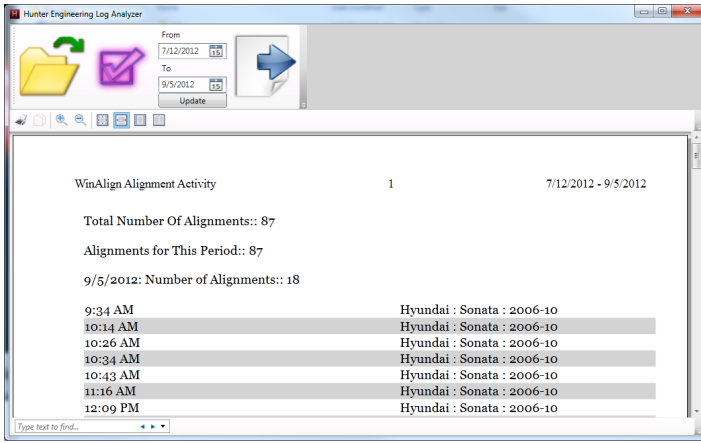 Hunter Engineering Log Analyzer
From
7/12/2012 15
To
9/5/2012 15
Update
WinAlign Alignment Activity 1 7/12/2012 - 9/5/2012
Total Number Of Alignments:: 87
Alignments for This Period:: 87
9/5/2012: Number of Alignments:: 18
9:34 AM Hyundai : Sonata : 2006-10
10:14 AM Hyundai : Sonata : 2006-10
10:26 AM Hyundai : Sonata : 2006-10
10:34 AM Hyundai : Sonata : 2006-10
10:43 AM Hyundai : Sonata : 2006-10
11:16 AM Hyundai : Sonata : 2006-10
12:09 PM Hyundai : Sonata : 2006-10
Type text to find...